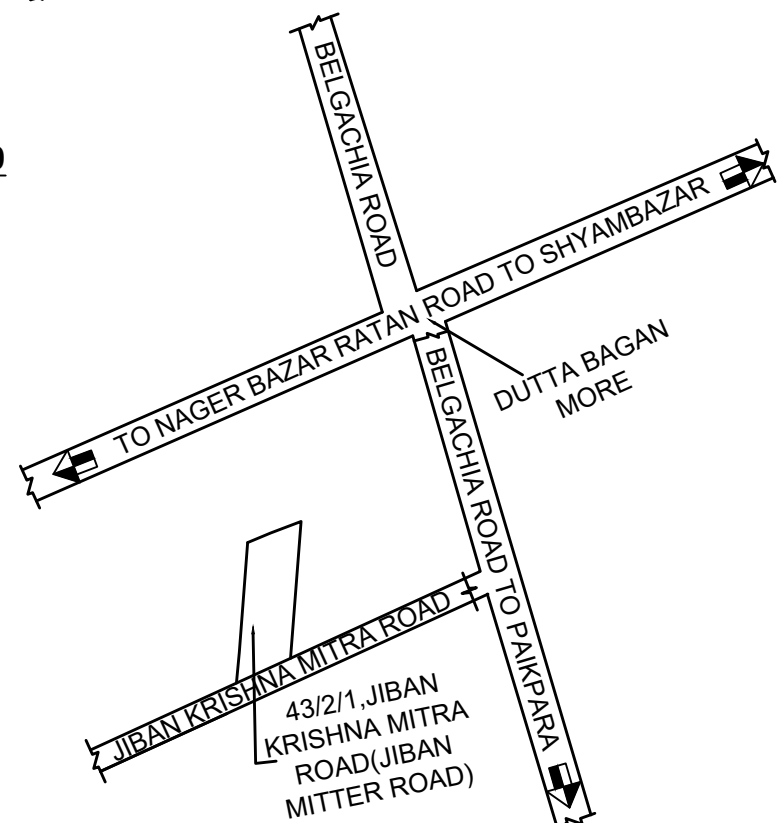 BELGACHIA ROAD
TO NAGER BAZAR RATAN ROAD TO SHYAMBAZAR
DUTTA BAGAN
MORE
BELGACHIA ROAD TO PAIKPARA
JIBAN KRISHNA MITRA ROAD
43/2/1,JIBAN
KRISHNA MITRA
ROAD(JIBAN
MITTER ROAD)